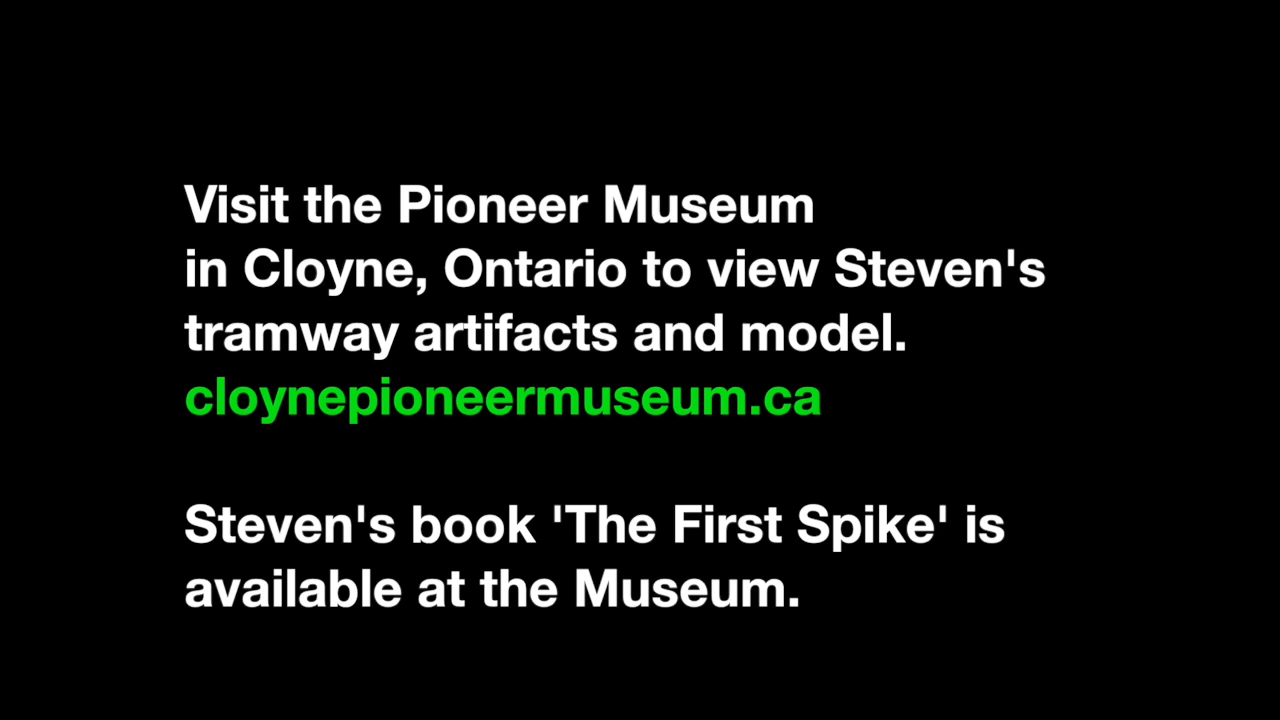 Visit the Pioneer Museum
in Cloyne, Ontario to view Steven's
tramway artifacts and model.
cloynepioneermuseum.ca
Steven's book 'The First Spike' is
available at the Museum.